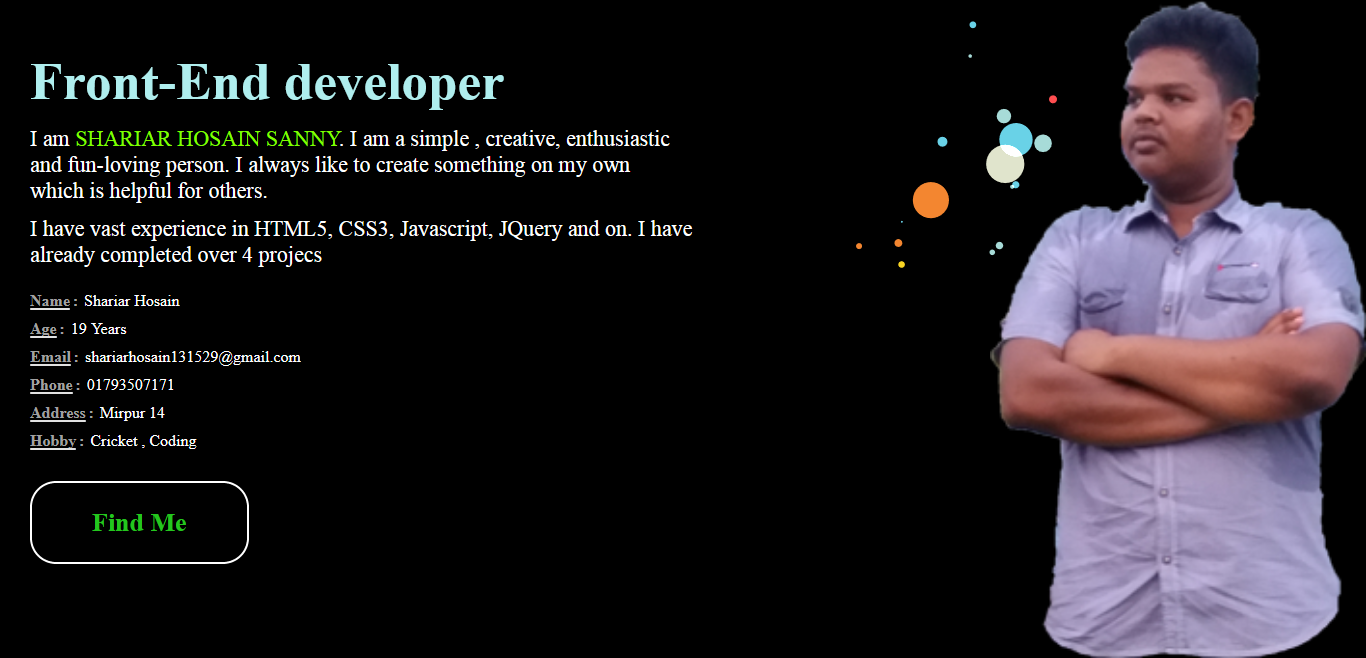 Front-End developer
I am SHARIAR HOSAIN SANNY. I am a simple , creative, enthusiastic
and fun-loving person. I always like to create something on my own
which is helpful for others.
I have vast experience in HTML5, CSS3, Javascript, JQuery and on. I have
already completed over 4 projecs
Name : Shariar Hosain
Age : 19 Years
Email : shariarhosain131529@gmail.com
Phone : 01793507171
Address : Mirpur 14
Hobby : Cricket , Coding
Find Me